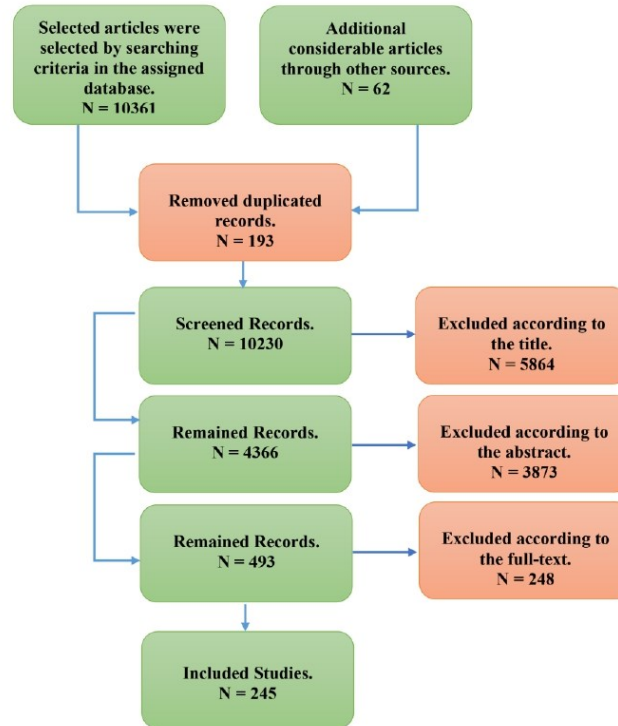 Selected articles were
selected by searching
criteria in the assigned
database.
N = 10361
Additional
considerable articles
through other sources.
N = 62
Removed duplicated
records.
N = 193
Screened Records.
N = 10230
Excluded according to
the title.
N = 5864
Remained Records.
N = 4366
Excluded according to
the abstract.
N = 3873
Remained Records.
N = 493
Excluded according to
the full-text.
N = 248
Included Studies.
N = 245